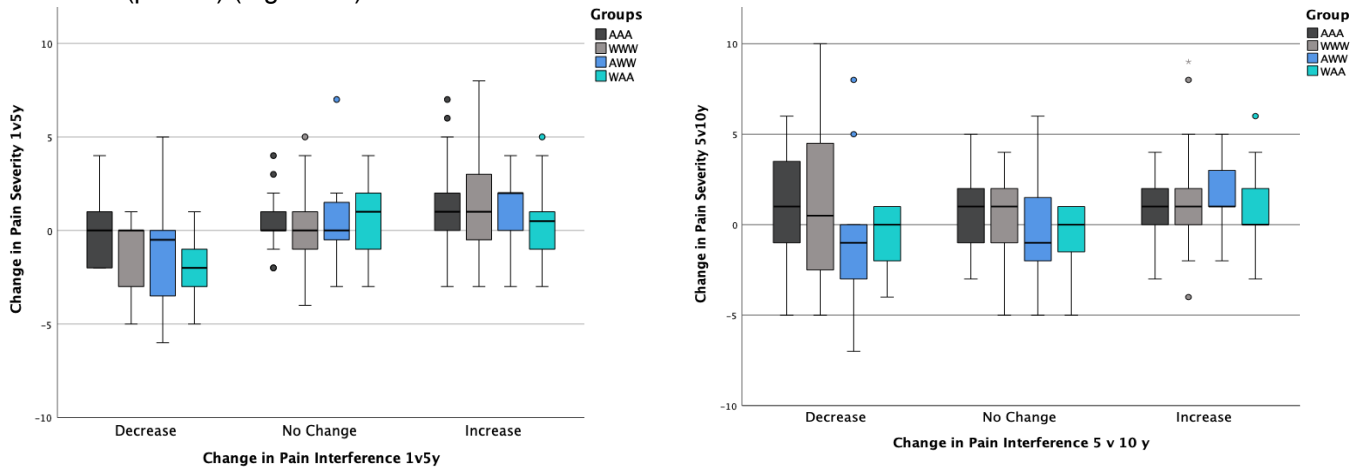 Groups
AAA
WWW
AWW
WAA
Change in Pain Severity 1v5y
10
5
0
-5
-10
Decrease
No Change
Increase
Change in Pain Interference 1v5y
Group
AAA
WWW
AWW
WAA
Change in Pain Severity 5v10y
10
5
0
-5
-10
Decrease
No Change
Increase
Change in Pain Interference 5 v 10 y